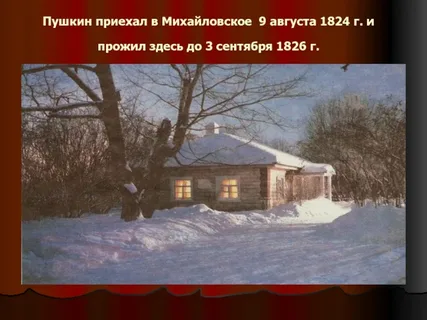 Пушкин приехал в Михайловское 9 августа 1824 г. и
прожил здесь до 3 сентября 1826 г.